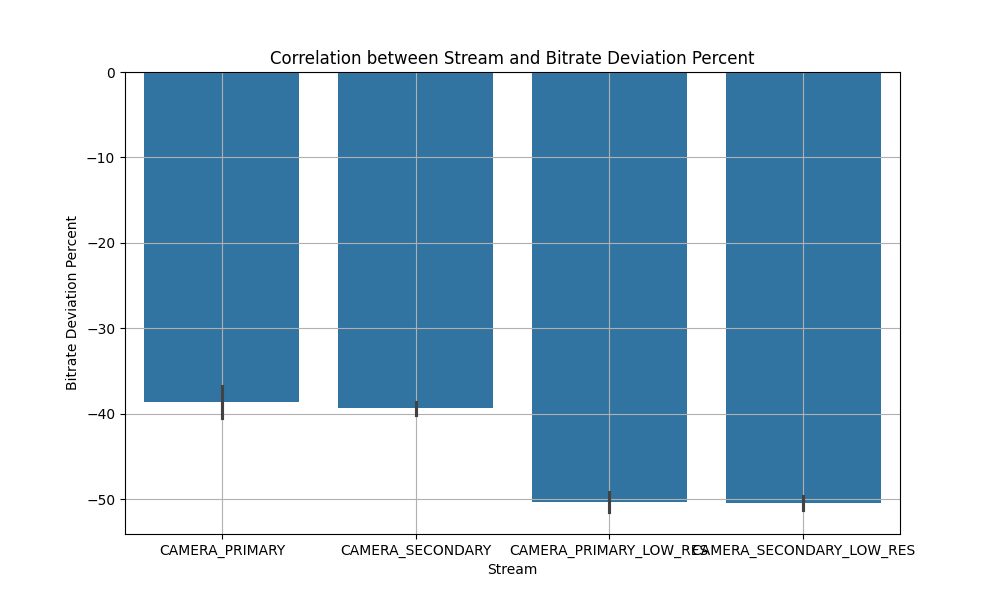 Correlation between Stream and Bitrate Deviation Percent
0
−10
−20
−30
−40
−50
Bitrate Deviation Percent
CAMERA_PRIMARY
CAMERA_SECONDARY
CAMERA_PRIMARY_LOW_RES
CAMERA_SECONDARY_LOW_RES
Stream